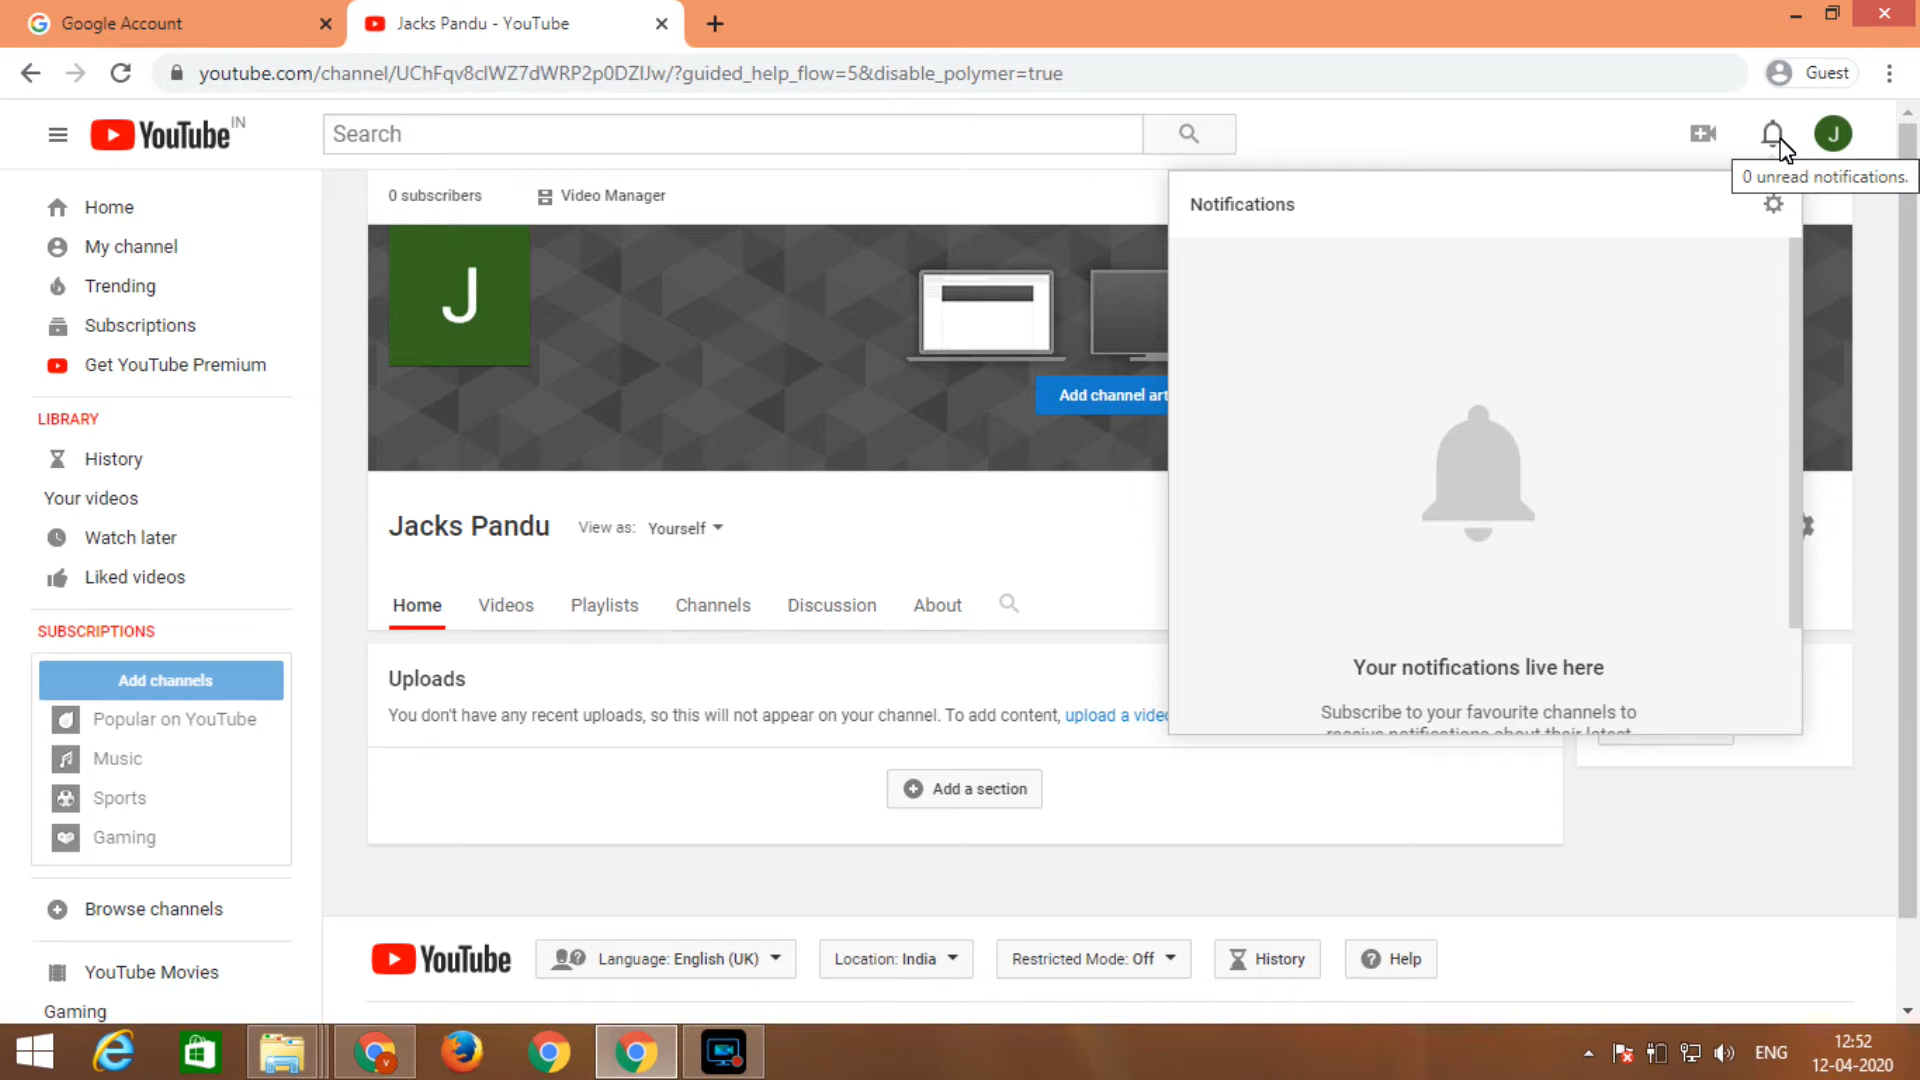 Google Account
Jacks Pandu - YouTube
youtube.com/channel/UChFqv8clWZ7dWRP2p0DZlJw/?guided_help_flow=5&disable_polymer=true
Guest
YouTube IN
Search
J
0 unread notifications.
Home
My channel
Trending
Subscriptions
Get YouTube Premium
LIBRARY
History
Your videos
Watch later
Liked videos
SUBSCRIPTIONS
Add channels
Popular on YouTube
Music
Sports
Gaming
Browse channels
YouTube Movies
Gaming
0 subscribers
Video Manager
J
Add channel art
Jacks Pandu
View as: Yourself
Home
Videos
Playlists
Channels
Discussion
About
Uploads
You don't have any recent uploads, so this will not appear on your channel. To add content, upload a video
Add a section
Notifications
Your notifications live here
Subscribe to your favourite channels to
receive notifications about their latest
YouTube
Language: English (UK)
Location: India
Restricted Mode: Off
History
Help
V
ENG
12:52
12-04-2020